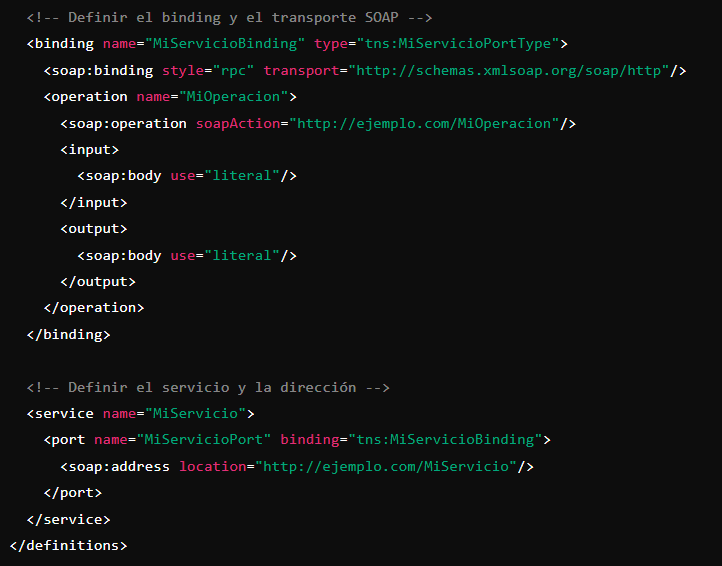 <!-- Definir el binding y el transporte SOAP -->
<binding name="MiServicioBinding" type="tns:MiServicioPortType">
<soap:binding style="rpc" transport="http://schemas.xmlsoap.org/soap/http"/>
<operation name="MiOperacion">
<soap:operation soapAction="http://ejemplo.com/MiOperacion"/>
<input>
<soap:body use="literal"/>
</input>
<output>
<soap:body use="literal"/>
</output>
</operation>
</binding>
<!-- Definir el servicio y la dirección -->
<service name="MiServicio">
<port name="MiServicioPort" binding="tns:MiServicioBinding">
<soap:address location="http://ejemplo.com/MiServicio"/>
</port>
</service>
</definitions>